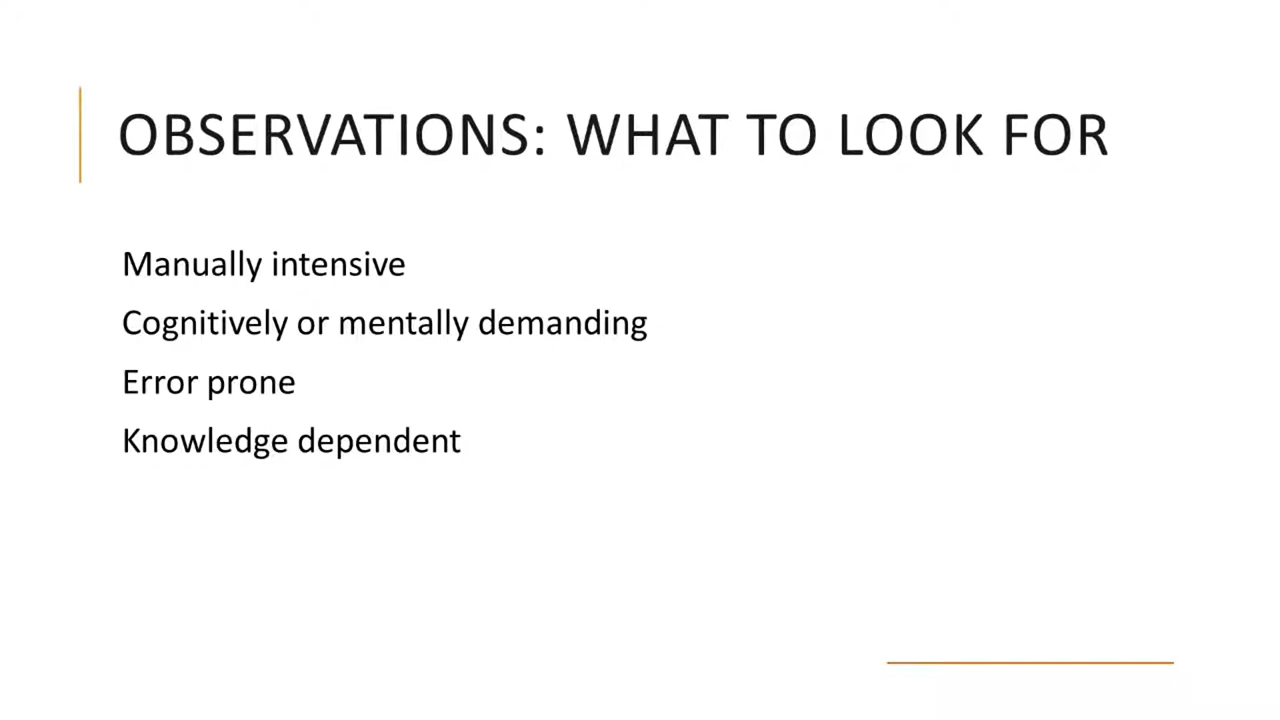 OBSERVATIONS: WHAT TO LOOK FOR
Manually intensive
Cognitively or mentally demanding
Error prone
Knowledge dependent